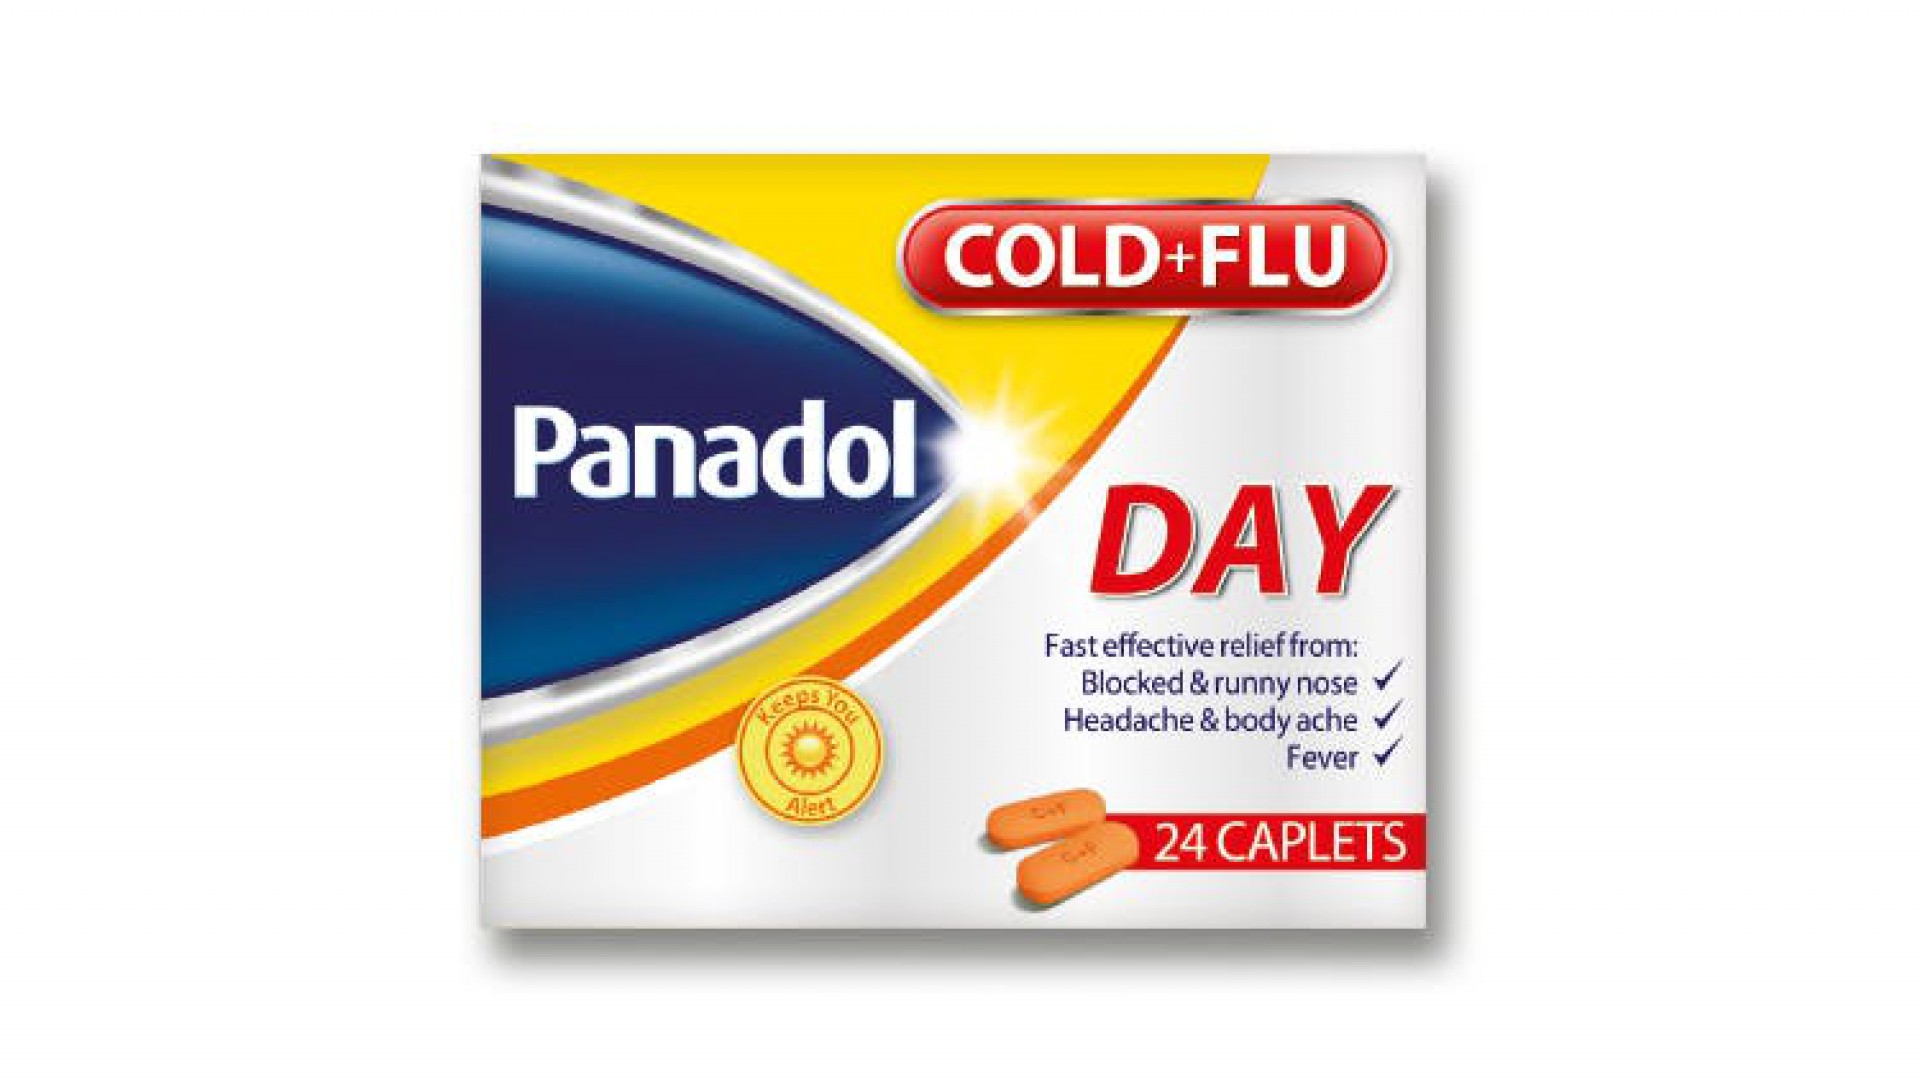 COLD+FLU
Panadol
DAY
Fast effective relief from:
Blocked & runny nose
Headache & body ache
Fever
Keeps You
Alert
C+F
C+F
24 CAPLETS